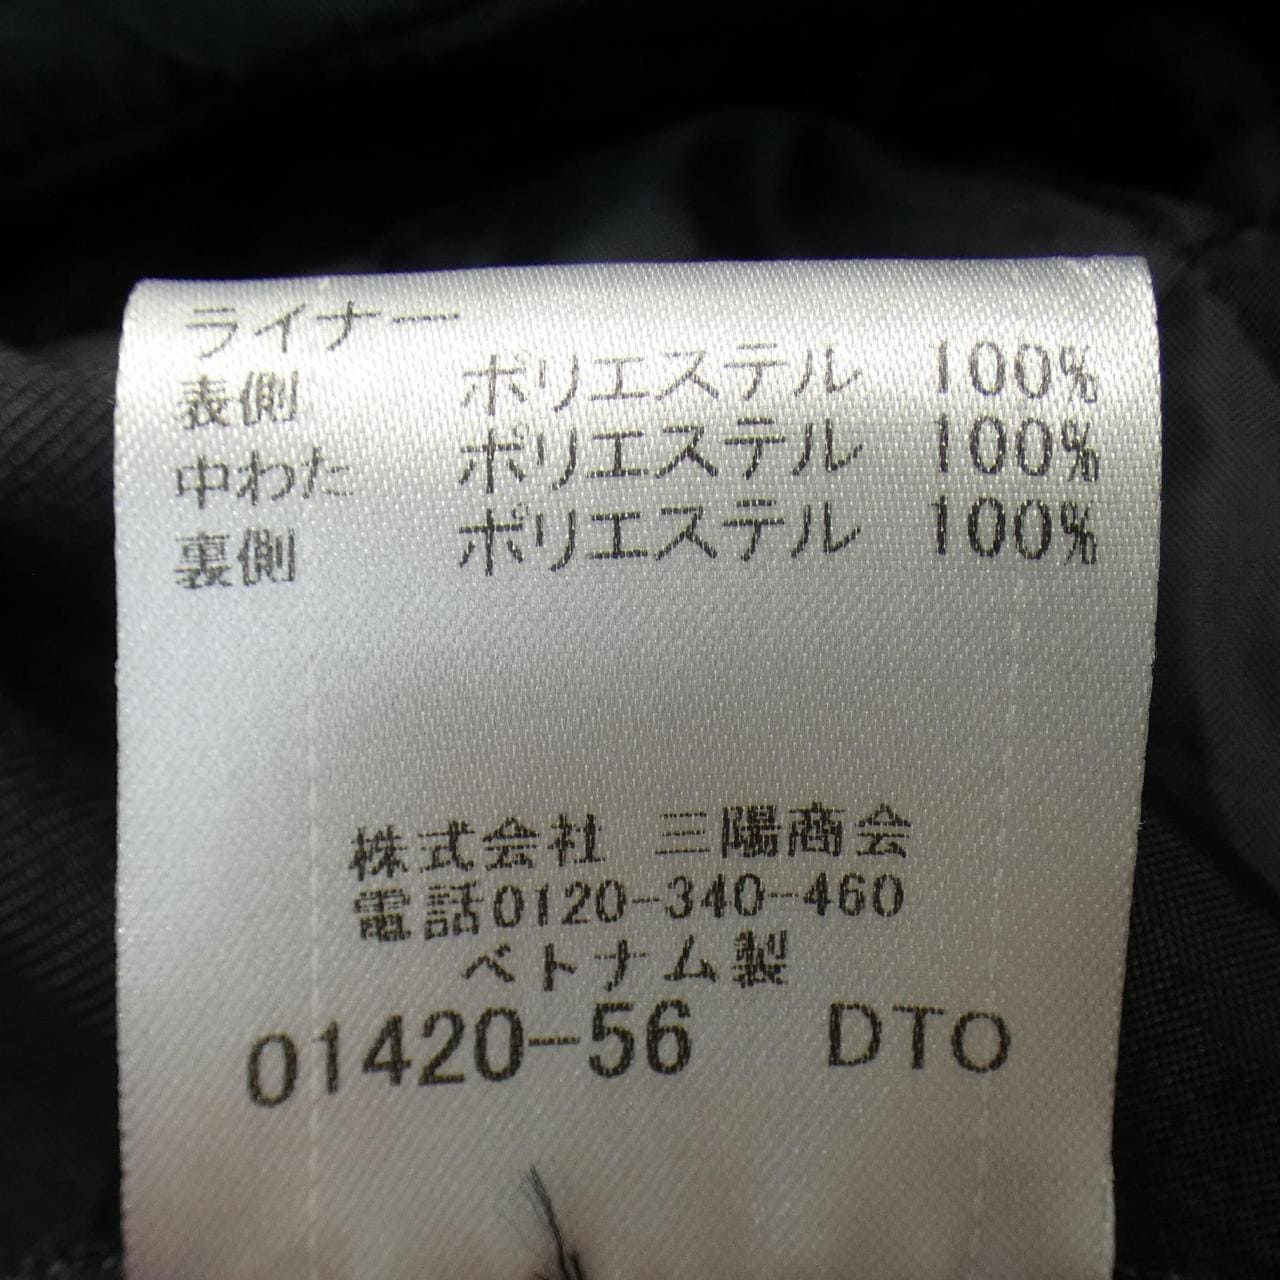 ライナー
表側 ポリエステル 100%
中わた ポリエステル 100%
裏側 ポリエステル 100%
株式会社 三陽商会
電話0120-340-460
ベトナム製
01420-56 DTO